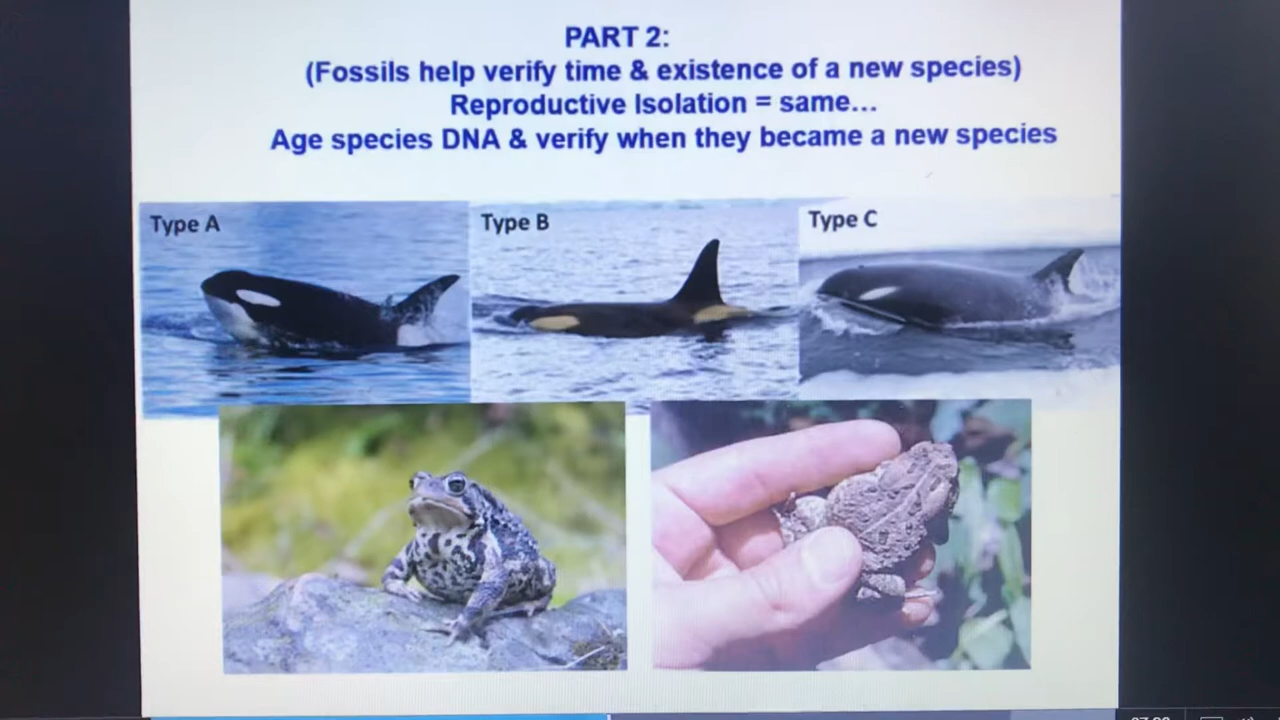 PART 2:
(Fossils help verify time & existence of a new species)
Reproductive Isolation = same...
Age species DNA & verify when they became a new species
Type A
Type B
Type C